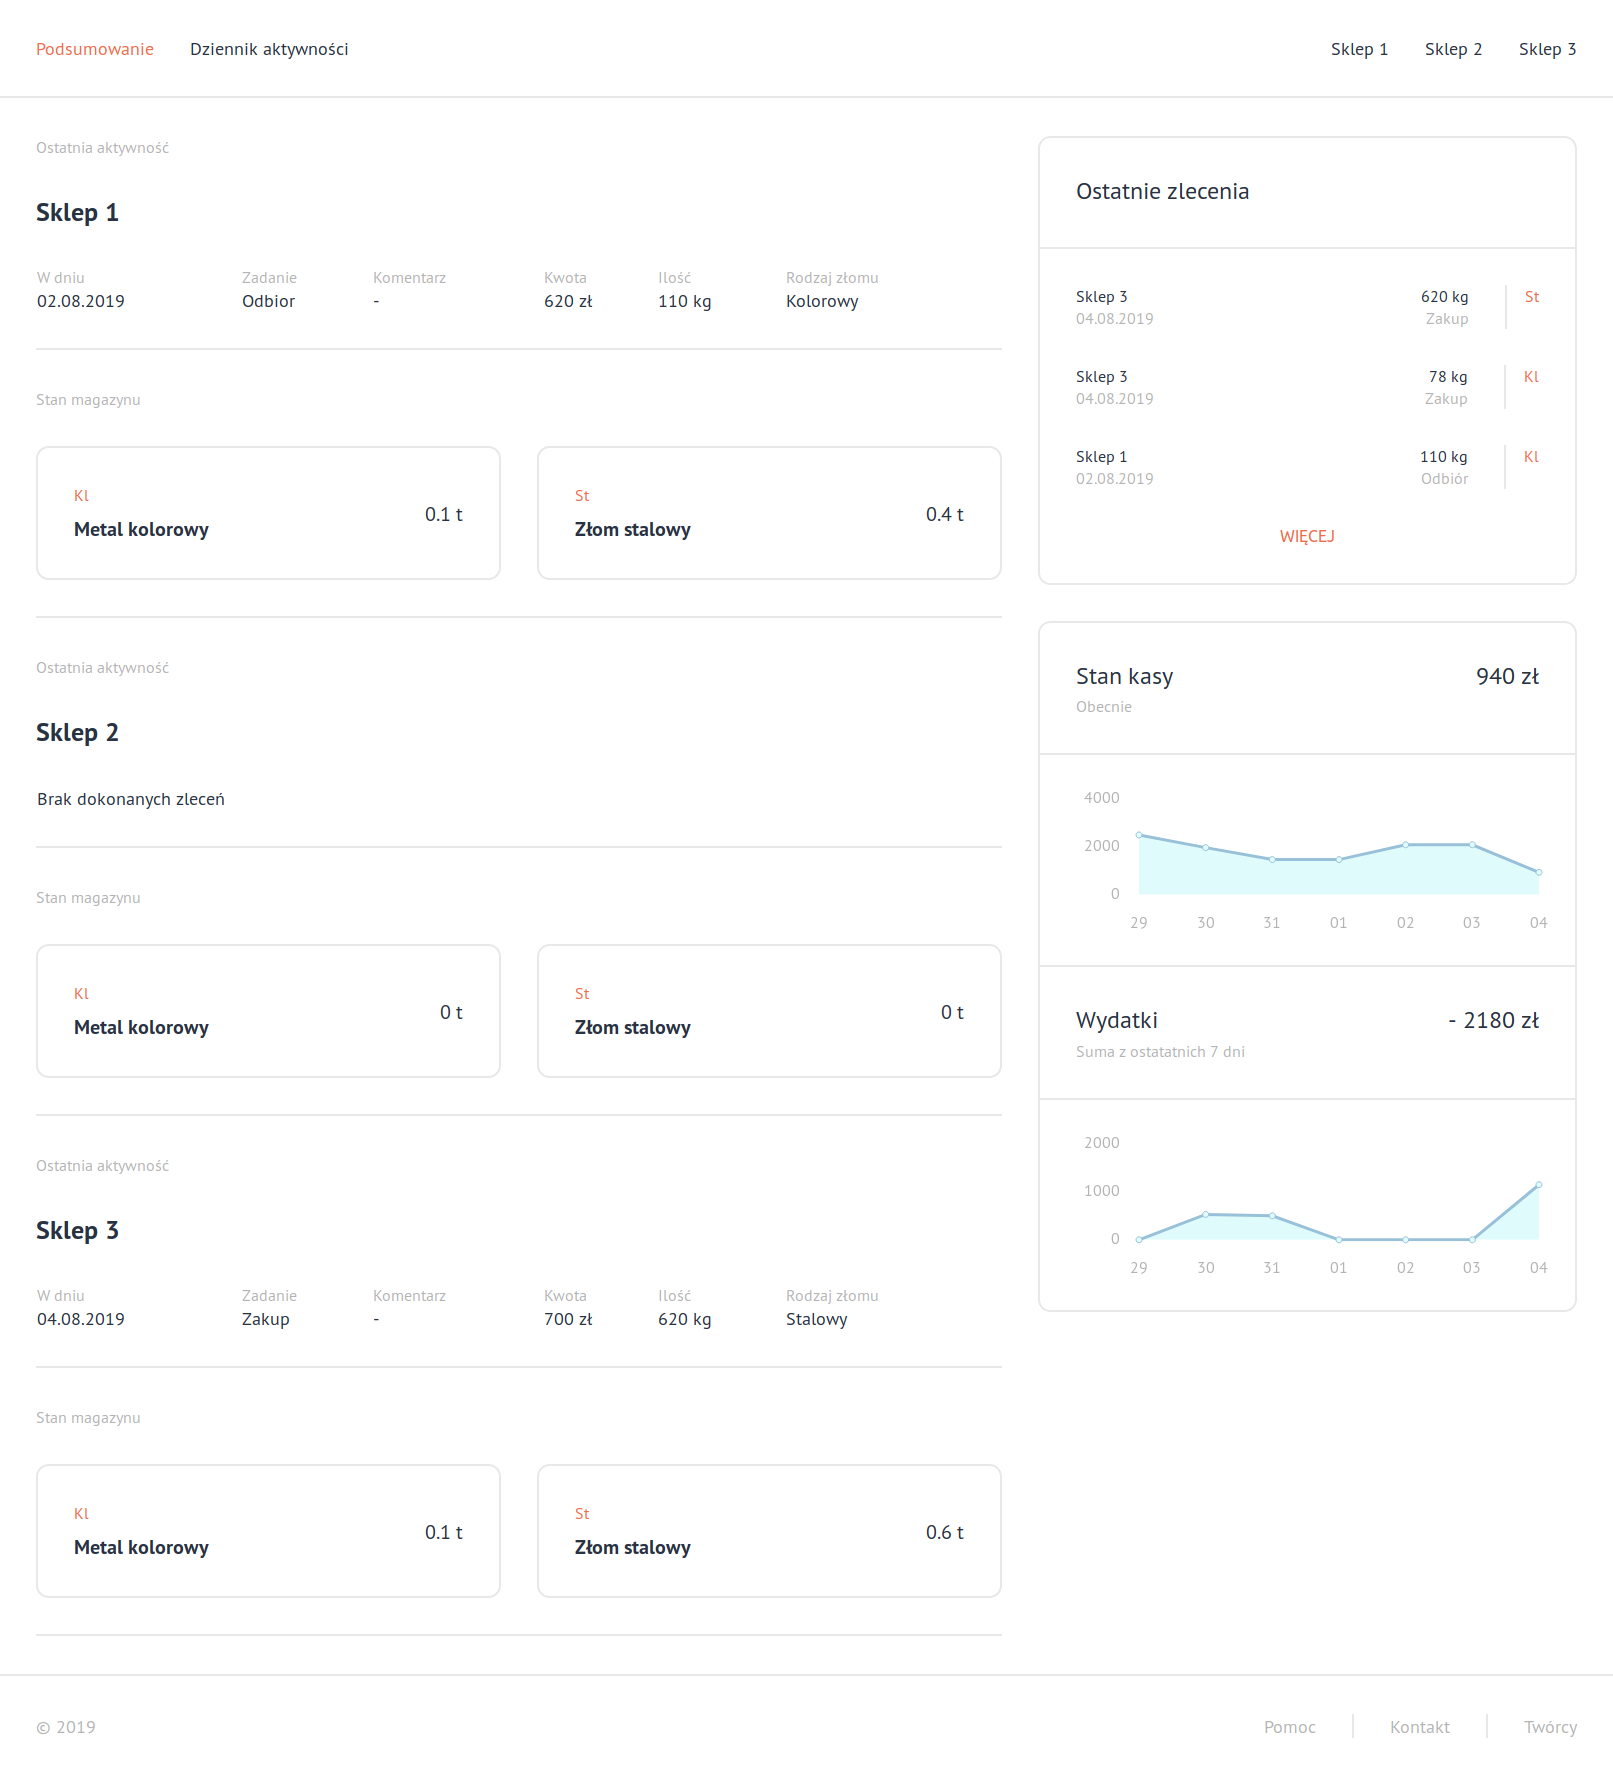 Podsumowanie Dziennik aktywności Sklep 1 Sklep 2 Sklep 3
Ostatnia aktywność
Sklep 1
W dniu Zadanie Komentarz Kwota Ilość Rodzaj złomu
02.08.2019 Odbior - 620 zł 110 kg Kolorowy
Stan magazynu
Kl
Metal kolorowy
0.1 t
St
Złom stalowy
0.4 t
Ostatnia aktywność
Sklep 2
Brak dokonanych zleceń
Stan magazynu
Kl
Metal kolorowy
0 t
St
Złom stalowy
0 t
Ostatnia aktywność
Sklep 3
W dniu Zadanie Komentarz Kwota Ilość Rodzaj złomu
04.08.2019 Zakup - 700 zł 620 kg Stalowy
Stan magazynu
Kl
Metal kolorowy
0.1 t
St
Złom stalowy
0.6 t
Ostatnie zlecenia
Sklep 3 620 kg St
04.08.2019 Zakup
Sklep 3 78 kg Kl
04.08.2019 Zakup
Sklep 1 110 kg Kl
02.08.2019 Odbiór
WIĘCEJ
Stan kasy 940 zł
Obecnie
4000
2000
0
29 30 31 01 02 03 04
Wydatki - 2180 zł
Suma z ostatatnich 7 dni
2000
1000
0
29 30 31 01 02 03 04
© 2019 Pomoc Kontakt Twórcy